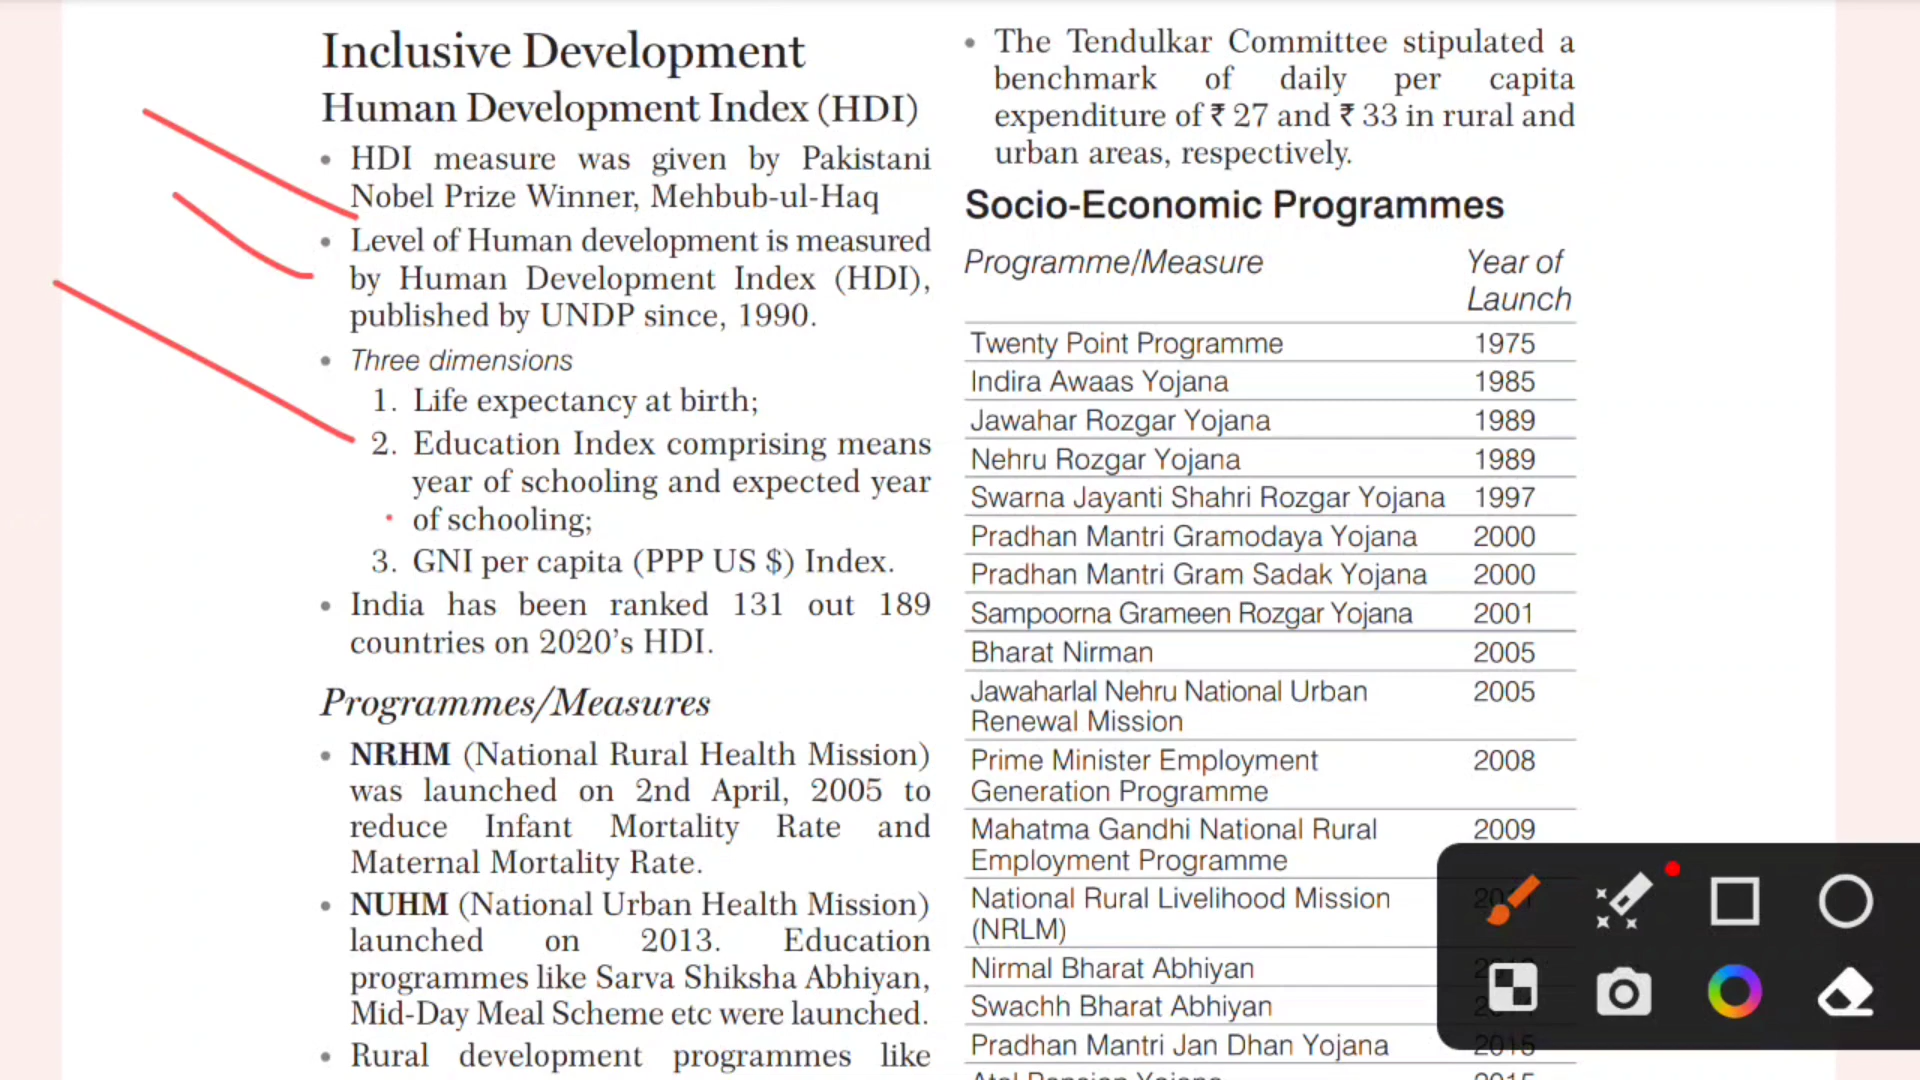 Inclusive Development
Human Development Index (HDI)
• HDI measure was given by Pakistani
Nobel Prize Winner, Mehbub-ul-Haq
• Level of Human development is measured
by Human Development Index (HDI),
published by UNDP since, 1990.
• Three dimensions
1. Life expectancy at birth;
2. Education Index comprising means
year of schooling and expected year
of schooling;
3. GNI per capita (PPP US $) Index.
• India has been ranked 131 out 189
countries on 2020's HDI.
Programmes/Measures
• NRHM (National Rural Health Mission)
was launched on 2nd April, 2005 to
reduce Infant Mortality Rate and
Maternal Mortality Rate.
• NUHM (National Urban Health Mission)
launched on 2013. Education
programmes like Sarva Shiksha Abhiyan,
Mid-Day Meal Scheme etc were launched.
• Rural development programmes like
• The Tendulkar Committee stipulated a
benchmark of daily per capita
expenditure of ₹ 27 and ₹ 33 in rural and
urban areas, respectively.
Socio-Economic Programmes
Programme/Measure Year of
Launch
Twenty Point Programme 1975
Indira Awaas Yojana 1985
Jawahar Rozgar Yojana 1989
Nehru Rozgar Yojana 1989
Swarna Jayanti Shahri Rozgar Yojana 1997
Pradhan Mantri Gramodaya Yojana 2000
Pradhan Mantri Gram Sadak Yojana 2000
Sampoorna Grameen Rozgar Yojana 2001
Bharat Nirman 2005
Jawaharlal Nehru National Urban 2005
Renewal Mission
Prime Minister Employment 2008
Generation Programme
Mahatma Gandhi National Rural 2009
Employment Programme
National Rural Livelihood Mission
(NRLM)
Nirmal Bharat Abhiyan
Swachh Bharat Abhiyan
Pradhan Mantri Jan Dhan Yojana 2015